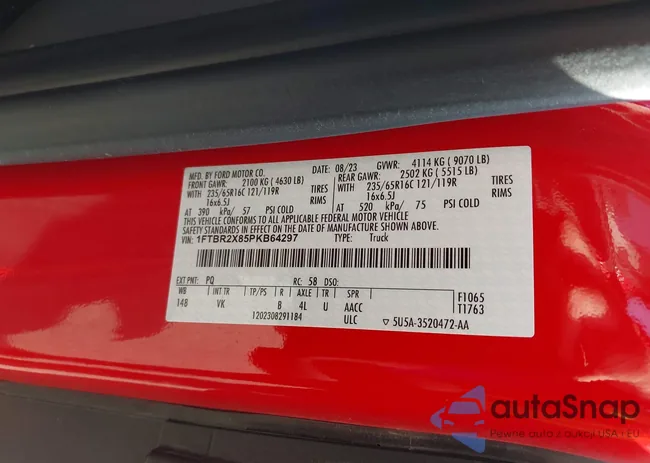 MFD. BY FORD MOTOR CO. DATE: 08/23 GVWR: 4114 KG ( 9070 LB)
FRONT GAWR: 2100 KG ( 4630 LB) REAR GAWR: 2502 KG ( 5515 LB)
WITH 235/65R16C 121/119R TIRES WITH 235/65R16C 121/119R TIRES
16x6.5J RIMS 16x6.5J RIMS
AT 390 kPa/ 57 PSI COLD AT 520 kPa/ 75 PSI COLD
THIS VEHICLE CONFORMS TO ALL APPLICABLE FEDERAL MOTOR VEHICLE
SAFETY STANDARDS IN EFFECT ON THE DATE OF MANUFACTURE SHOWN ABOVE.
VIN: 1FTBR2X85PKB64297 TYPE: Truck
EXT PNT: PQ RC: 58 DSO:
WB INT TR TP/PS R AXLE TR SPR F1065
148 VK B 4L U AACC T1763
1202308291184 ULC ▽ 5U5A-3520472-AA
autaSnap
Pewne auta z aukcji USA i EU